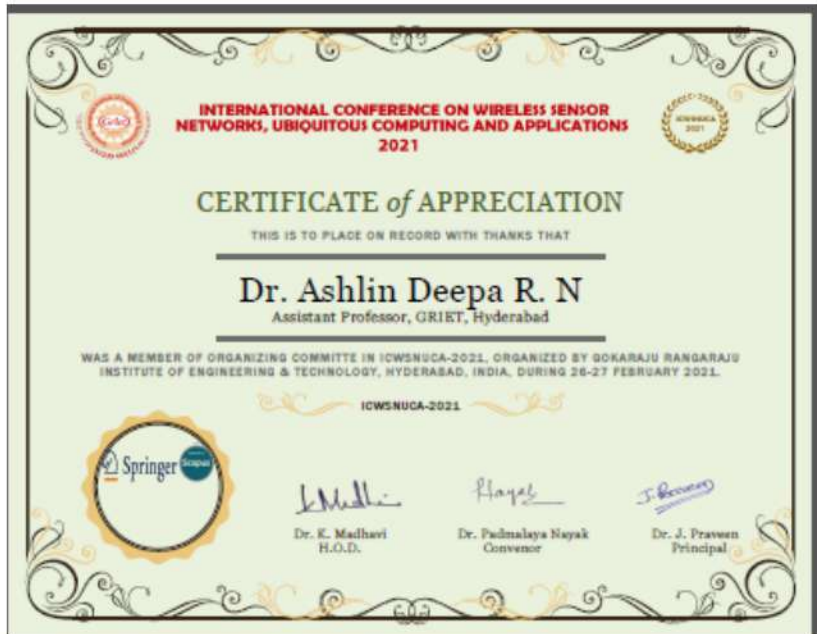 INTERNATIONAL CONFERENCE ON WIRELESS SENSOR
NETWORKS, UBIQUITOUS COMPUTING AND APPLICATIONS
2021
ICWSNUCA
2021
CERTIFICATE of APPRECIATION
THIS IS TO PLACE ON RECORD WITH THANKS THAT
Dr. Ashlin Deepa R. N
Assistant Professor, GRIET, Hyderabad
WAS A MEMBER OF ORGANIZING COMMITTE IN ICWSNUCA-2021, ORGANIZED BY GOKARAJU RANGARAJU
INSTITUTE OF ENGINEERING & TECHNOLOGY, HYDERABAD, INDIA, DURING 26-27 FEBRUARY 2021.
ICWSNUCA-2021
Springer
Scopus
Dr. K. Madhavi
H.O.D.
Dr. Padmalaya Nayak
Convenor
Dr. J. Praveen
Principal